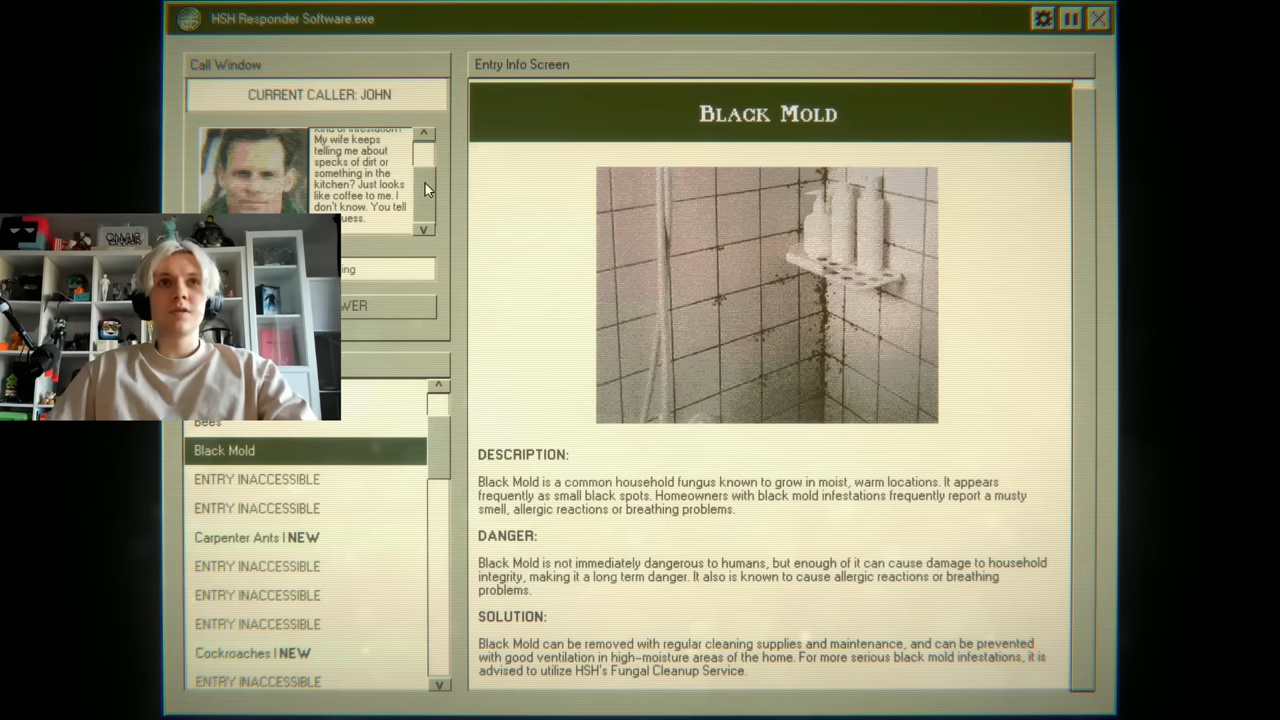 HSH Responder Software.exe
Call Window
CURRENT CALLER: JOHN
My wife keeps
telling me about
specks of dirt or
something in the
kitchen? Just looks
like coffee to me. I
don't know. You tell
uess.
Bees
Black Mold
ENTRY INACCESSIBLE
ENTRY INACCESSIBLE
Carpenter Ants | NEW
ENTRY INACCESSIBLE
ENTRY INACCESSIBLE
ENTRY INACCESSIBLE
Cockroaches | NEW
ENTRY INACCESSIBLE
Entry Info Screen
BLACK MOLD
DESCRIPTION:
Black Mold is a common household fungus known to grow in moist, warm locations. It appears
frequently as small black spots. Homeowners with black mold infestations frequently report a musty
smell, allergic reactions or breathing problems.
DANGER:
Black Mold is not immediately dangerous to humans, but enough of it can cause damage to household
integrity, making it a long term danger. It also is known to cause allergic reactions or breathing
problems.
SOLUTION:
Black Mold can be removed with regular cleaning supplies and maintenance, and can be prevented
with good ventilation in high-moisture areas of the home. For more serious black mold infestations, it is
advised to utilize HSH's Fungal Cleanup Service.